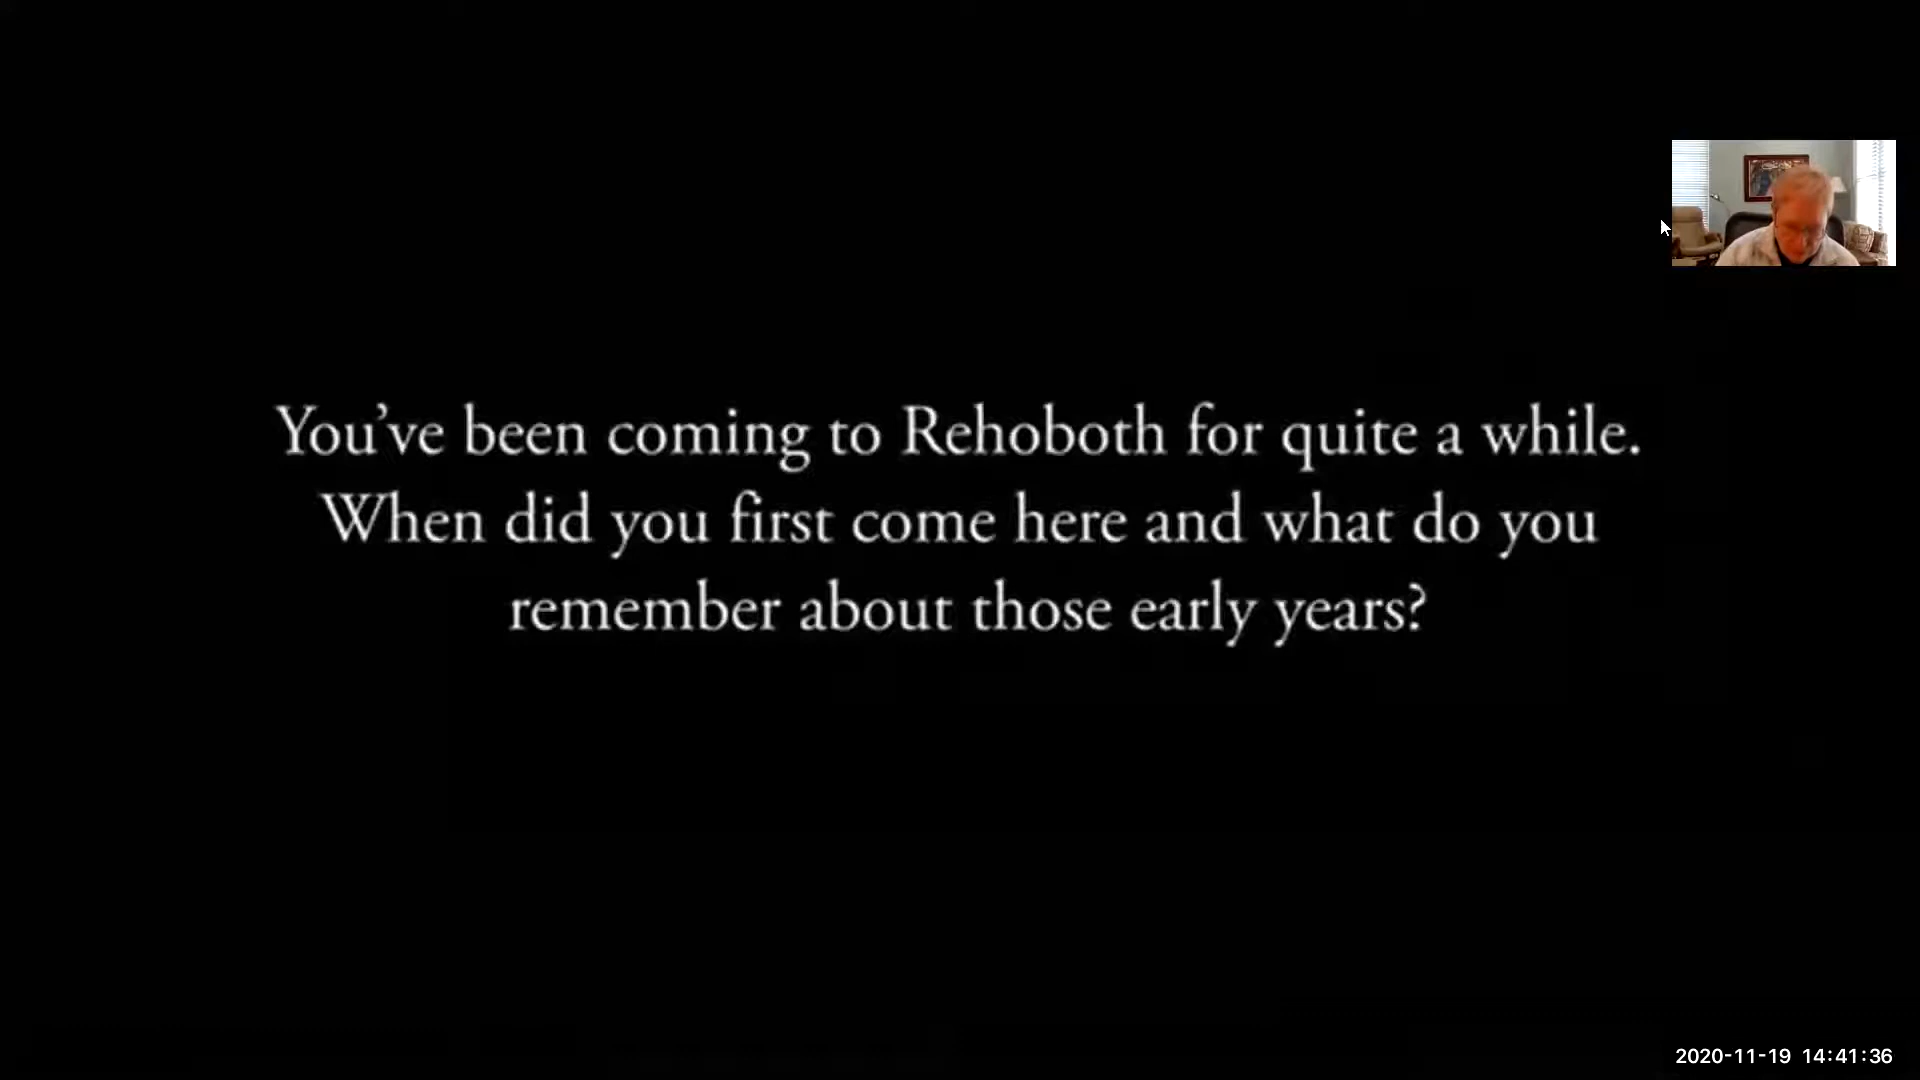 You’ve been coming to Rehoboth for quite a while.
When did you first come here and what do you
remember about those early years?
2020-11-19 14:41:36